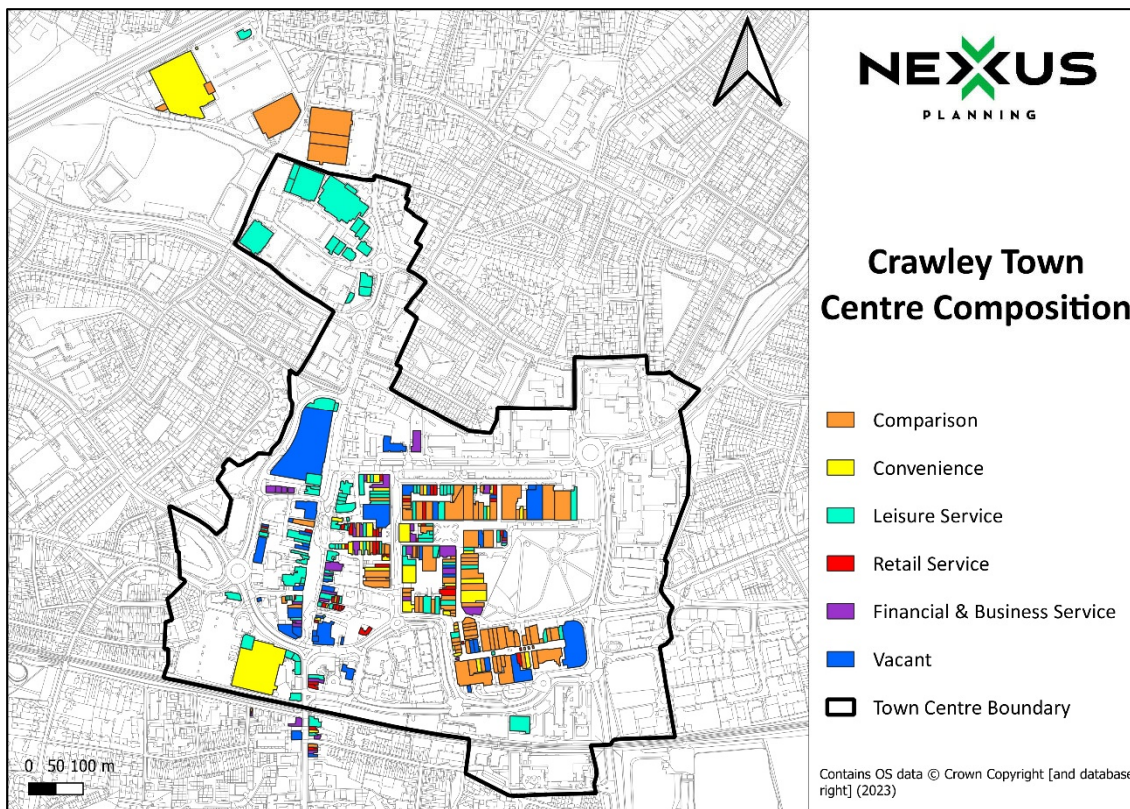 NEXUS
PLANNING
Crawley Town
Centre Composition
Comparison
Convenience
Leisure Service
Retail Service
Financial & Business Service
Vacant
Town Centre Boundary
0 50 100 m
Contains OS data © Crown Copyright [and database
right] (2023)